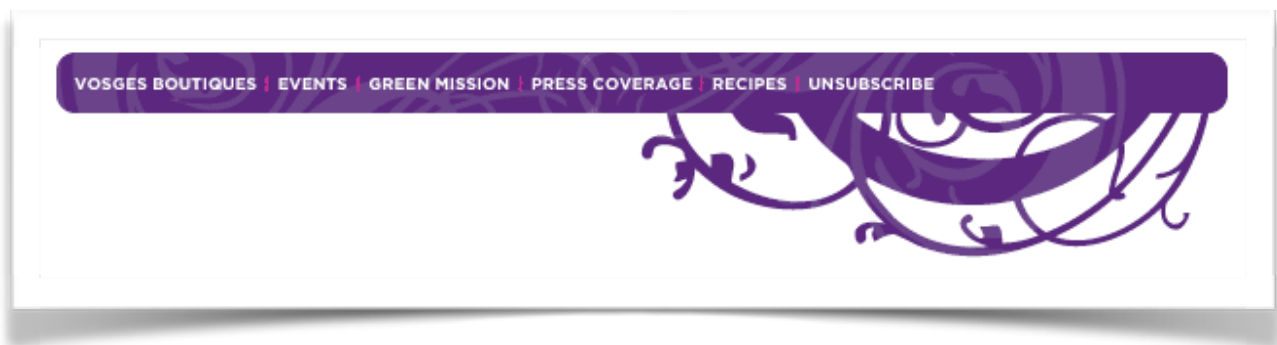 VOSGES BOUTIQUES | EVENTS | GREEN MISSION | PRESS COVERAGE | RECIPES | UNSUBSCRIBE